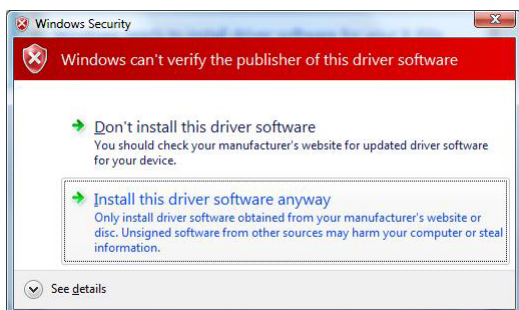 Windows Security
Windows can't verify the publisher of this driver software
Don't install this driver software
You should check your manufacturer's website for updated driver software
for your device.
Install this driver software anyway
Only install driver software obtained from your manufacturer's website or
disc. Unsigned software from other sources may harm your computer or steal
information.
See details